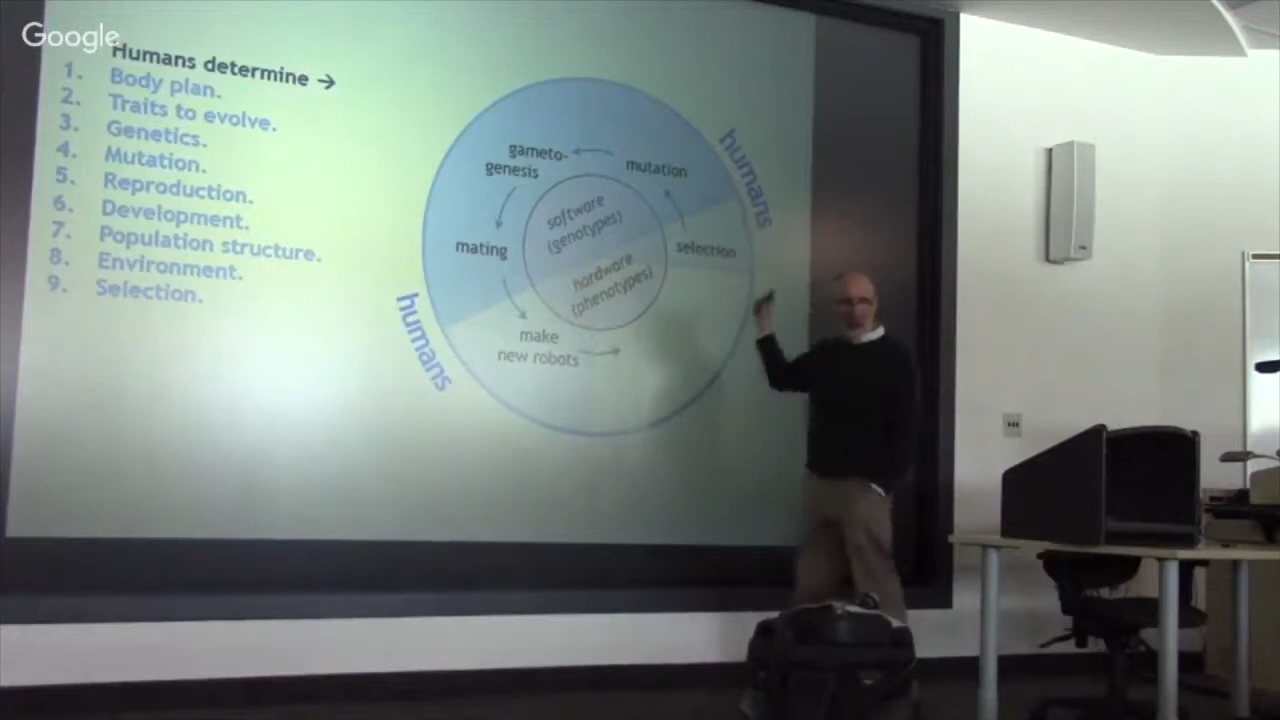 Google
Humans determine →
1. Body plan.
2. Traits to evolve.
3. Genetics.
4. Mutation.
5. Reproduction.
6. Development.
7. Population structure.
8. Environment.
9. Selection.
humans
gameto-
genesis
mutation
software
(genotypes)
mating
selection
hardware
(phenotypes)
make
new robots
humans